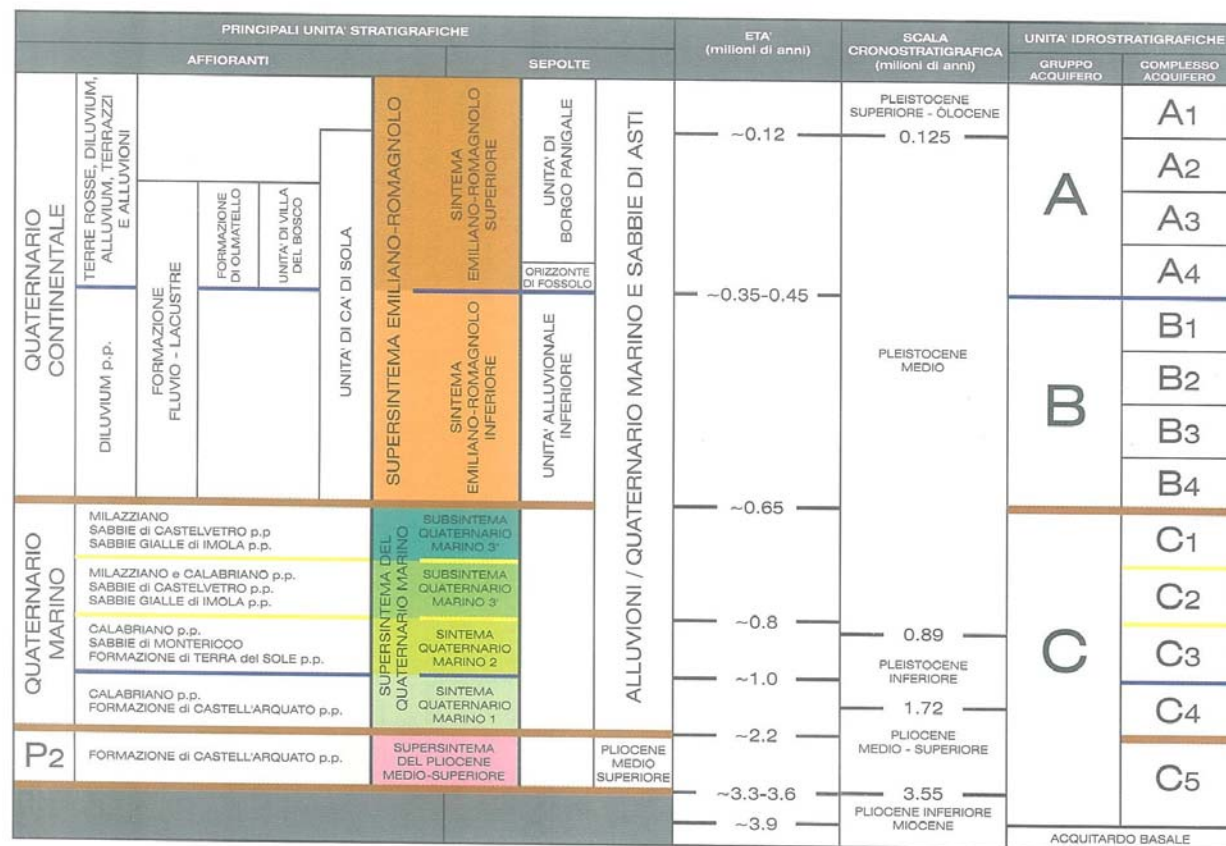 PRINCIPALI UNITA' STRATIGRAFICHE
ETA'
(milioni di anni)
SCALA
CRONOSTRATIGRAFICA
(milioni di anni)
UNITA' IDROSTRATIGRAFICHE
AFFIORANTI
SEPOLTE
GRUPPO
ACQUIFERO
COMPLESSO
ACQUIFERO
QUATERNARIO
CONTINENTALE
TERRE ROSSE, DILUVIUM,
ALLUVIUM, TERRAZZI
E ALLUVIONI
DILUVIUM p.p.
FORMAZIONE
FLUVIO - LACUSTRE
FORMAZIONE
DI OLMATELLO
UNITA' DI VILLA
DEL BOSCO
UNITA' DI CA' DI SOLA
SUPERSINTEMA EMILIANO-ROMAGNOLO
SINTEMA
EMILIANO-ROMAGNOLO
SUPERIORE
SINTEMA
EMILIANO-ROMAGNOLO
INFERIORE
UNITA' DI
BORGO PANIGALE
ORIZZONTE
DI FOSSOLO
UNITA' ALLUVIONALE
INFERIORE
ALLUVIONI / QUATERNARIO MARINO E SABBIE DI ASTI
QUATERNARIO
MARINO
MILAZZIANO
SABBIE di CASTELVETRO p.p
SABBIE GIALLE di IMOLA p.p.
MILAZZIANO e CALABRIANO p.p.
SABBIE di CASTELVETRO p.p.
SABBIE GIALLE di IMOLA p.p.
CALABRIANO p.p.
SABBIE di MONTERICCO
FORMAZIONE di TERRA del SOLE p.p.
CALABRIANO p.p.
FORMAZIONE di CASTELL'ARQUATO p.p.
SUPERSINTEMA DEL
QUATERNARIO MARINO
SUBSINTEMA
QUATERNARIO
MARINO 3"
SUBSINTEMA
QUATERNARIO
MARINO 3'
SINTEMA
QUATERNARIO
MARINO 2
SINTEMA
QUATERNARIO
MARINO 1
P2
FORMAZIONE di CASTELL'ARQUATO p.p.
SUPERSINTEMA
DEL PLIOCENE
MEDIO-SUPERIORE
PLIOCENE
MEDIO
SUPERIORE
~0.12
~0.35-0.45
~0.65
~0.8
~1.0
~2.2
~3.3-3.6
~3.9
PLEISTOCENE
SUPERIORE - OLOCENE
0.125
PLEISTOCENE
MEDIO
0.89
PLEISTOCENE
INFERIORE
1.72
PLIOCENE
MEDIO - SUPERIORE
3.55
PLIOCENE INFERIORE
MIOCENE
A
B
C
A1
A2
A3
A4
B1
B2
B3
B4
C1
C2
C3
C4
C5
ACQUITARDO BASALE